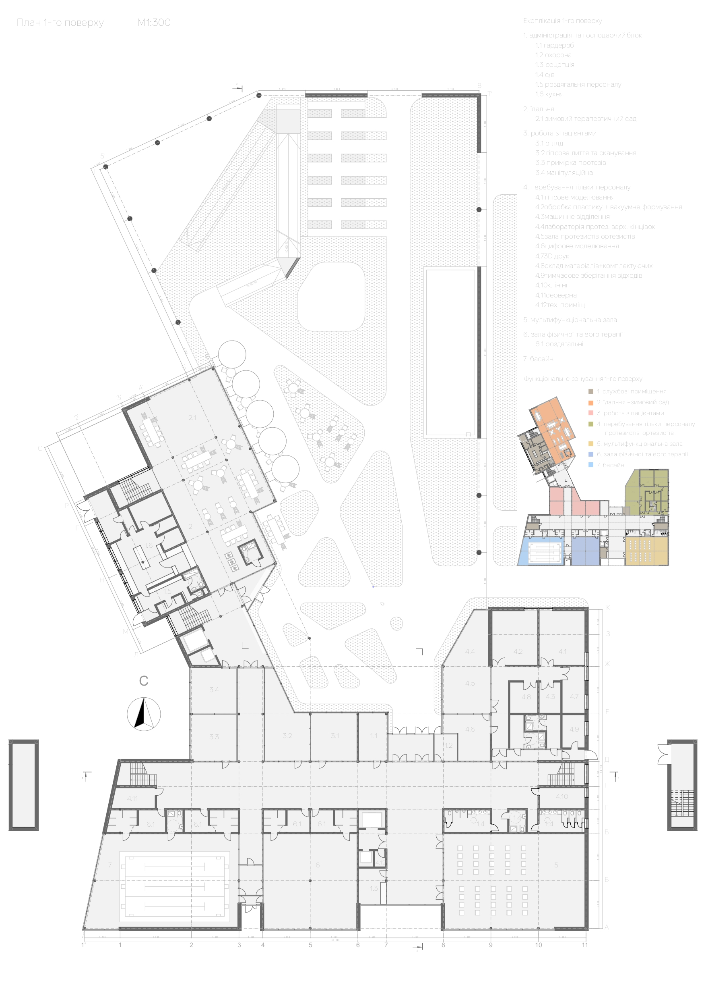 План 1-го поверху М1:300
Експлікація 1-го поверху
1. адміністрація та господарчий блок
1.1 гардероб
1.2 охорона
1.3 рецепція
1.4 с/в
1.5 роздягальня персоналу
1.6 кухня
2. їдальня
2.1 зимовий терапевтичний сад
3. робота з пацієнтами
3.1 огляд
3.2 гіпсове лиття та сканування
3.3 примірка протезів
3.4 маніпуляційна
4. перебування тільки персоналу
4.1 гіпсове моделювання
4.2обробка пластику + вакуумне формування
4.3машинне відділення
4.4лабораторія протез. верх. кінцівок
4.5зала протезистів ортезистів
4.6цифрове моделювання
4.73D друк
4.8склад матеріалів+комплектуючих
4.9тимчасове зберігання відходів
4.10клінінг
4.11серверна
4.12тех. приміщ.
5. мультифункціональна зала
6. зала фізичної та ерго терапії
6.1 роздягальні
7. басейн
Функціональне зонування 1-го поверху
1. службові приміщення
2. їдальня +зимовий сад
3. робота з пацієнтами
4. перебування тільки персоналу
протезистів-ортезистів
5. мультифункціональна зала
6. зала фізичної та ерго терапії
7. басейн
8'
Т'
5"
Т
4'
3'
2'
С
Р
П
Н
М
Л
2.1
2
1.6
1.5
К
З
Ж
Е
Д
Ґ
Г
В
Б
А
С
4.4
4.2
4.1
4.5
4.8
4.3
4.7
4.6
4.9
3.4
3.3
3.2
3.1
1.1
1.2
4.11
4.10
6.1
6.1
6.1
6.1
1.4
1.4
1.4
7
6
4.12
1.3
5
1' 1 2 3 4 5 6 7 8 9 10 11